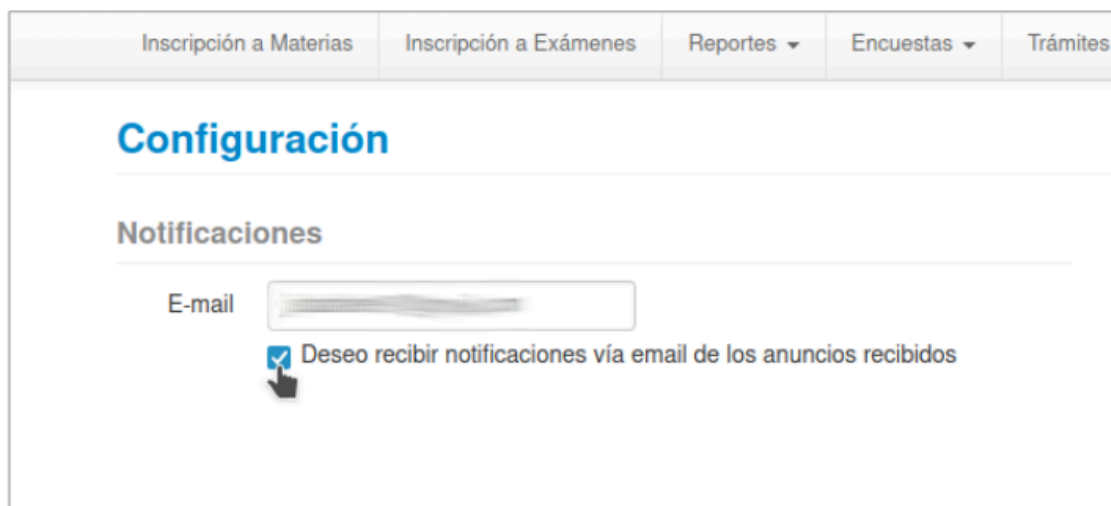 Inscripción a Materias Inscripción a Exámenes Reportes Encuestas Trámites
Configuración
Notificaciones
E-mail
Deseo recibir notificaciones vía email de los anuncios recibidos